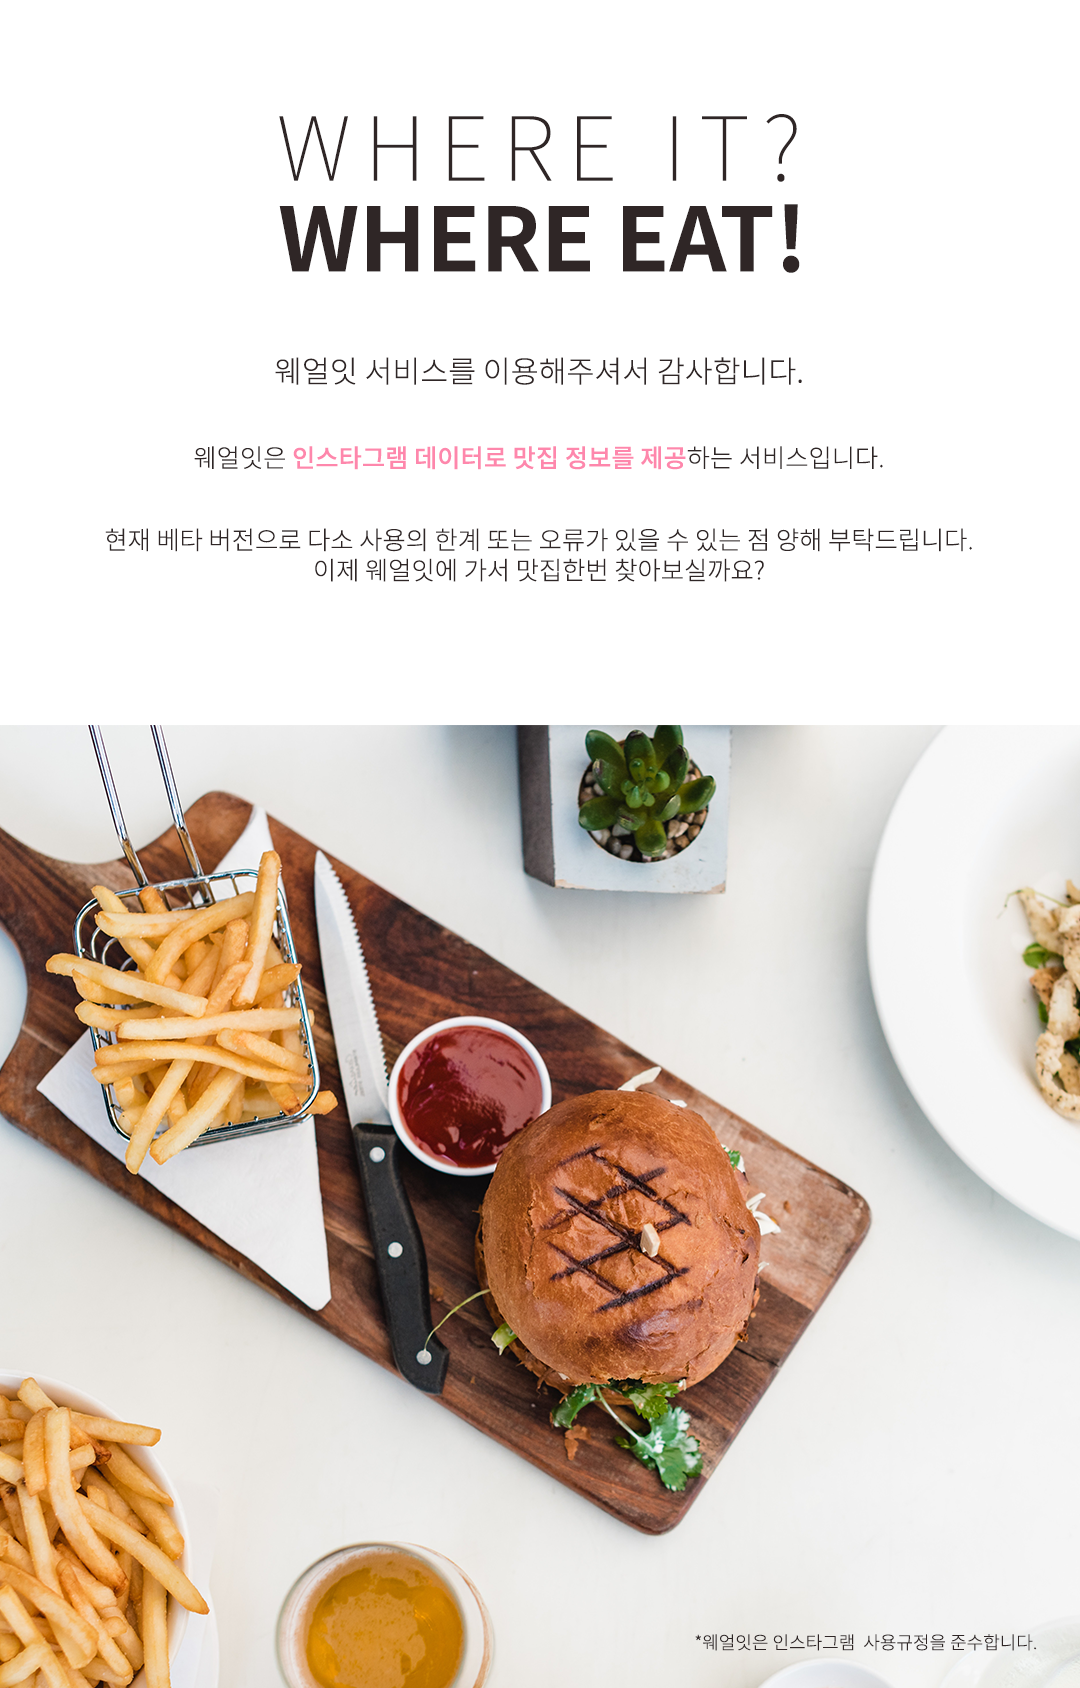 WHERE IT?
WHERE EAT!
웨얼잇 서비스를 이용해주셔서 감사합니다.
웨얼잇은 인스타그램 데이터로 맛집 정보를 제공하는 서비스입니다.
현재 베타 버전으로 다소 사용의 한계 또는 오류가 있을 수 있는 점 양해 부탁드립니다.
이제 웨얼잇에 가서 맛집한번 찾아보실까요?
*웨얼잇은 인스타그램 사용규정을 준수합니다.